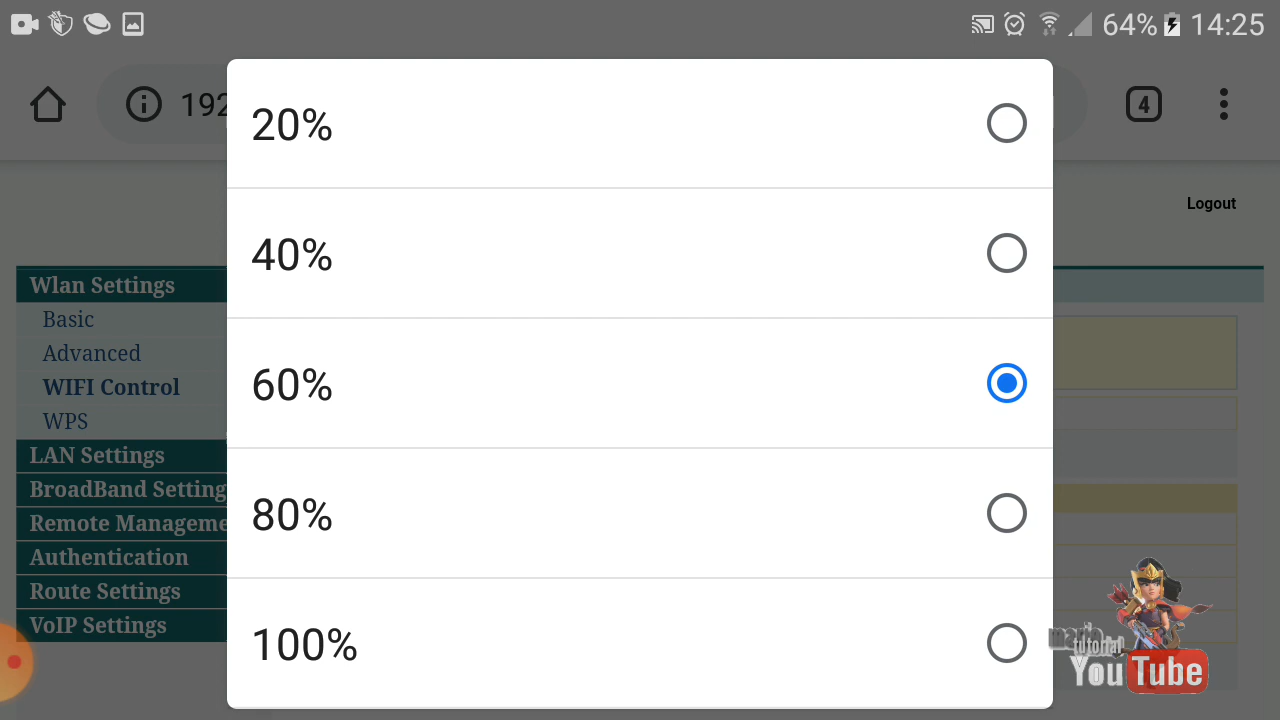 64% 14:25
192
4
Logout
20%
40%
60%
80%
100%
Wlan Settings
Basic
Advanced
WIFI Control
WPS
LAN Settings
BroadBand Setting
Remote Manageme
Authentication
Route Settings
VoIP Settings
mario
tutorial
YouTube